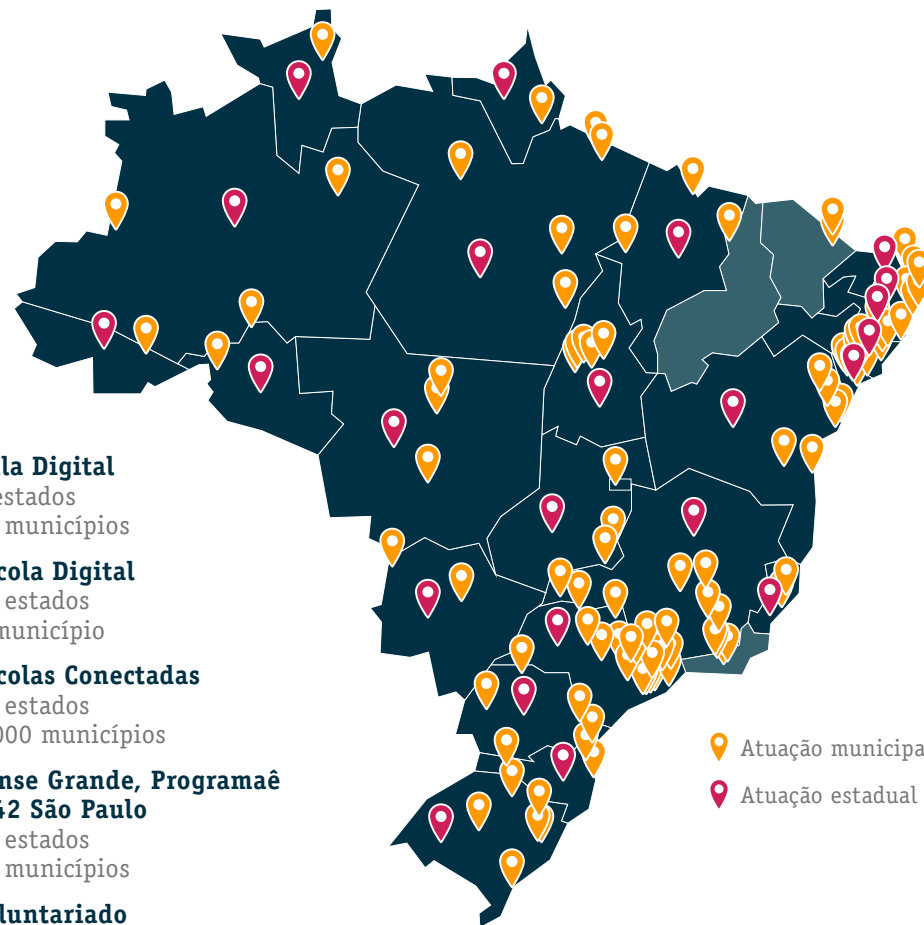 la Digital
estados
municípios
cola Digital
estados
município
colas Conectadas
estados
000 municípios
nse Grande, Programaê
42 São Paulo
estados
municípios
luntariado
Atuação municipa
Atuação estadual